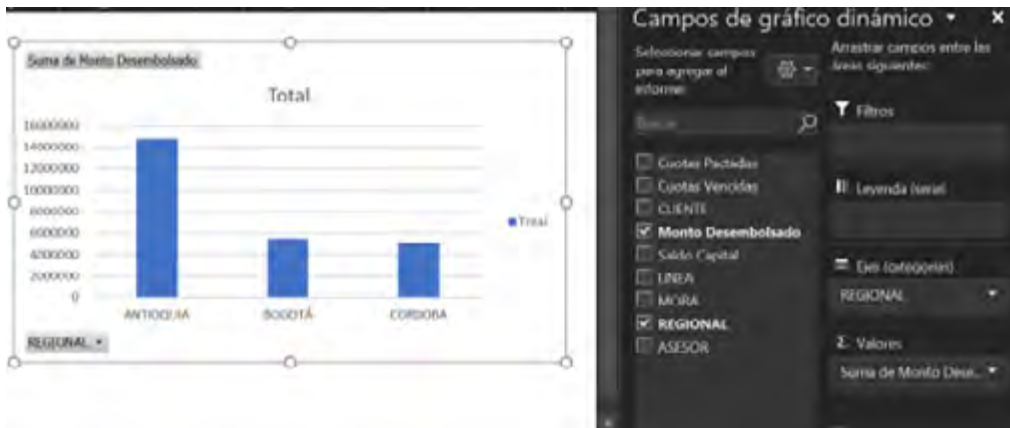 Suma de Monto Desembolsado
Total
16000000
14000000
12000000
10000000
8000000
6000000
4000000
2000000
0
ANTIOQUIA
BOGOTÁ
CORDOBA
Total
REGIONAL
Campos de gráfico dinámico
Seleccionar campos
para agregar al
informe:
Buscar
Cuotas Pactadas
Cuotas Vencidas
CLIENTE
Monto Desembolsado
Saldo Capital
LINEA
MORA
REGIONAL
ASESOR
Arrastrar campos entre las
áreas siguientes:
Filtros
Leyenda (serie)
Ejes (categorías)
REGIONAL
Σ Valores
Suma de Monto Dese...